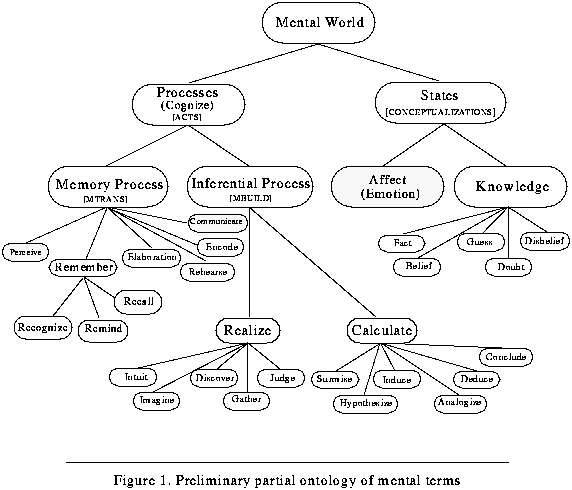 Mental World
Processes
(Cognize)
[ACTS]
States
[CONCEPTUALIZATIONS]
Memory Process
[MTRANS]
Inferential Process
[MBUILD]
Affect
(Emotion)
Knowledge
Communicate
Perceive
Remember
Elaboration
Encode
Rehearse
Fact
Belief
Guess
Doubt
Disbelief
Recognize
Remind
Recall
Realize
Calculate
Intuit
Imagine
Discover
Gather
Judge
Surmise
Hypothesize
Induce
Analogize
Deduce
Conclude
Figure 1. Preliminary partial ontology of mental terms